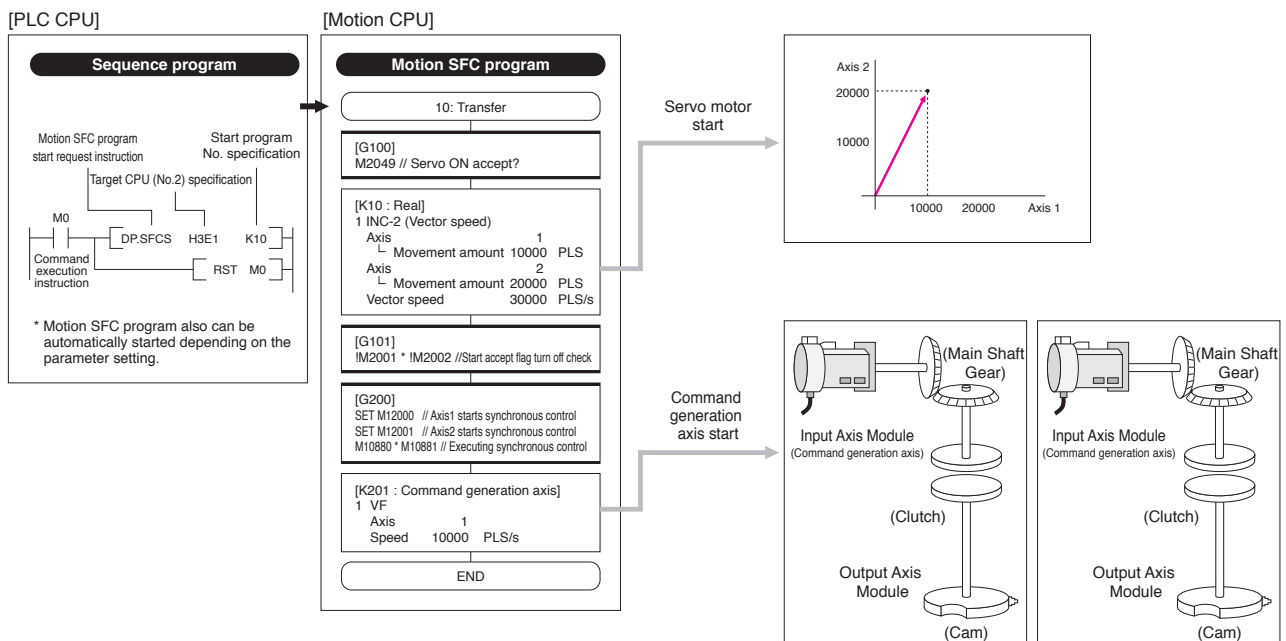 [PLC CPU]
Sequence program
Motion SFC program
start request instruction
Start program
No. specification
Target CPU (No.2) specification
M0
DP.SFCS H3E1 K10
Command
execution
instruction
RST M0
* Motion SFC program also can be
automatically started depending on the
parameter setting.
[Motion CPU]
Motion SFC program
10: Transfer
[G100]
M2049 // Servo ON accept?
[K10 : Real]
1 INC-2 (Vector speed)
Axis 1
Movement amount 10000 PLS
Axis 2
Movement amount 20000 PLS
Vector speed 30000 PLS/s
[G101]
!M2001 * !M2002 //Start accept flag turn off check
[G200]
SET M12000 // Axis1 starts synchronous control
SET M12001 // Axis2 starts synchronous control
M10880 * M10881 // Executing synchronous control
[K201 : Command generation axis]
1 VF
Axis 1
Speed 10000 PLS/s
END
Servo motor
start
Axis 2
20000
10000
10000 20000 Axis 1
Command
generation
axis start
(Main Shaft
Gear)
Input Axis Module
(Command generation axis)
(Clutch)
Output Axis
Module
(Cam)
(Main Shaft
Gear)
Input Axis Module
(Command generation axis)
(Clutch)
Output Axis
Module
(Cam)